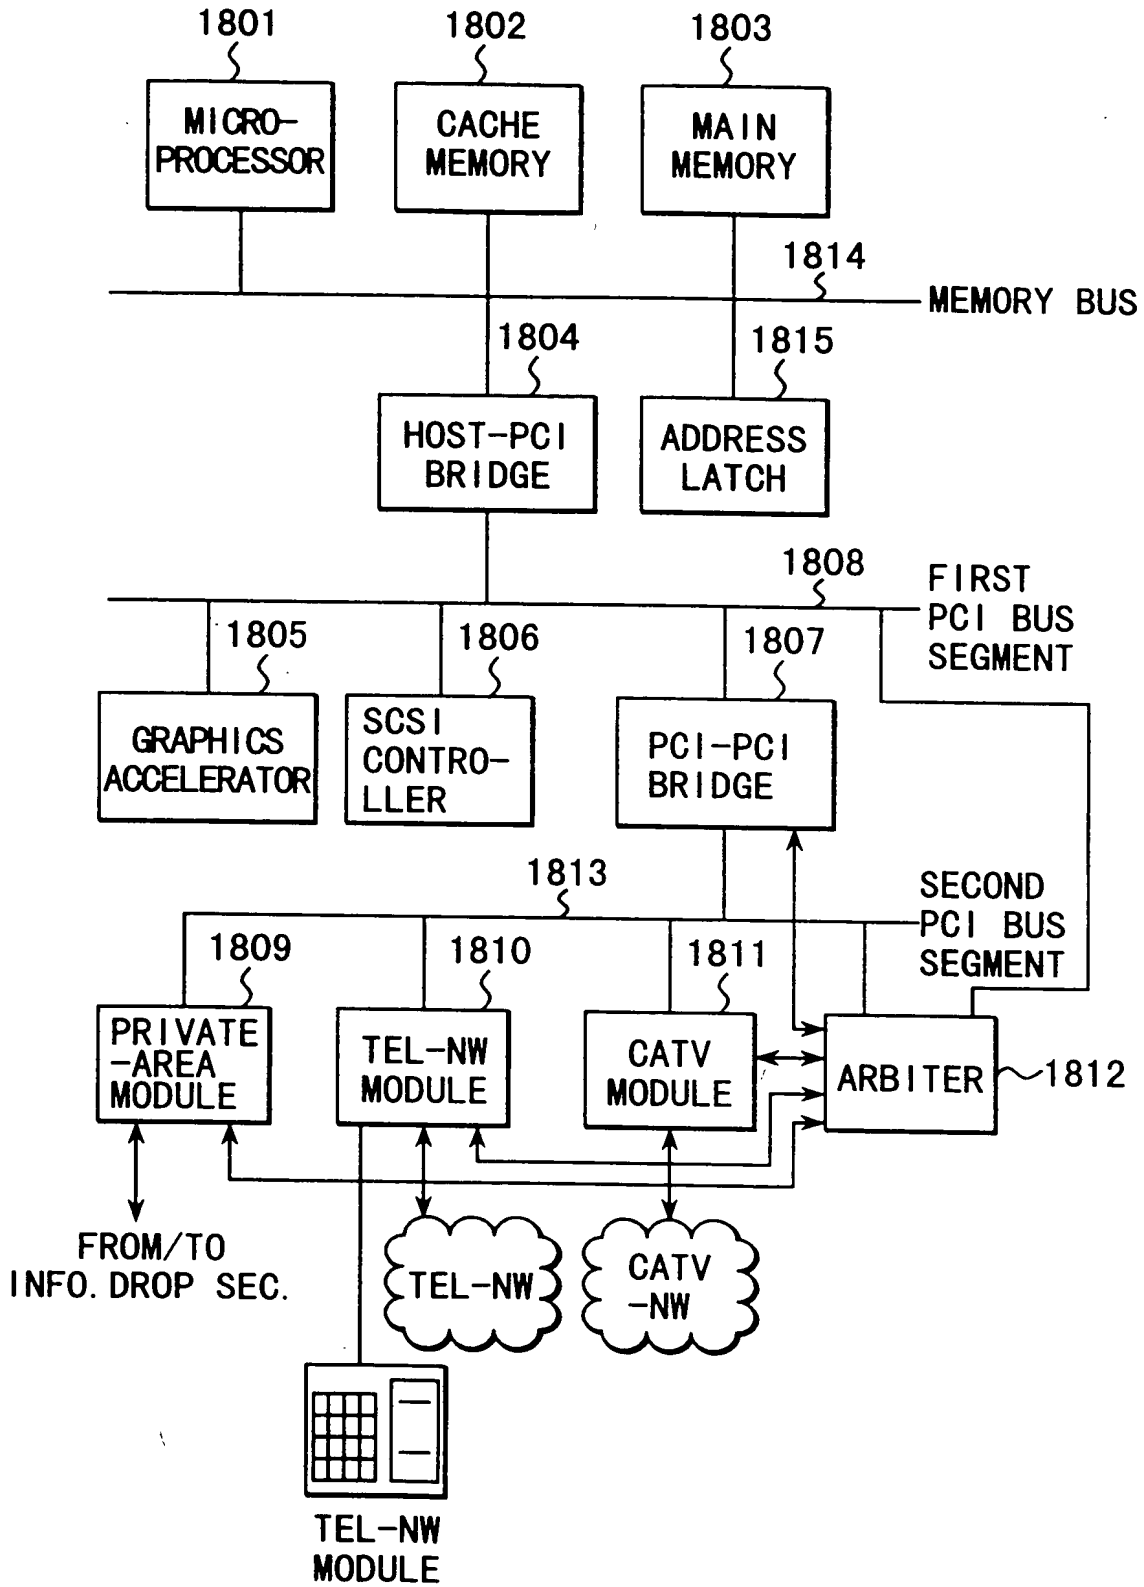 1801
1802
1803
MICRO-
PROCESSOR
CACHE
MEMORY
MAIN
MEMORY
1814
MEMORY BUS
1804
1815
HOST-PCI
BRIDGE
ADDRESS
LATCH
1808
FIRST
PCI BUS
SEGMENT
1805
1806
1807
GRAPHICS
ACCELERATOR
SCSI
CONTRO-
LLER
PCI-PCI
BRIDGE
1813
SECOND
PCI BUS
SEGMENT
1809
1810
1811
PRIVATE
-AREA
MODULE
TEL-NW
MODULE
CATV
MODULE
ARBITER
1812
FROM/TO
INFO. DROP SEC.
TEL-NW
CATV
-NW
TEL-NW
MODULE